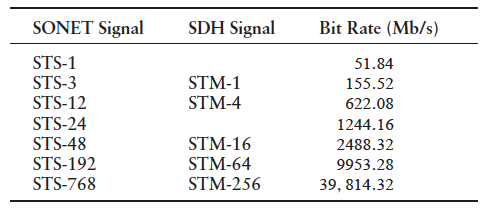 SONET Signal SDH Signal Bit Rate (Mb/s)
STS-1 51.84
STS-3 STM-1 155.52
STS-12 STM-4 622.08
STS-24 1244.16
STS-48 STM-16 2488.32
STS-192 STM-64 9953.28
STS-768 STM-256 39, 814.32